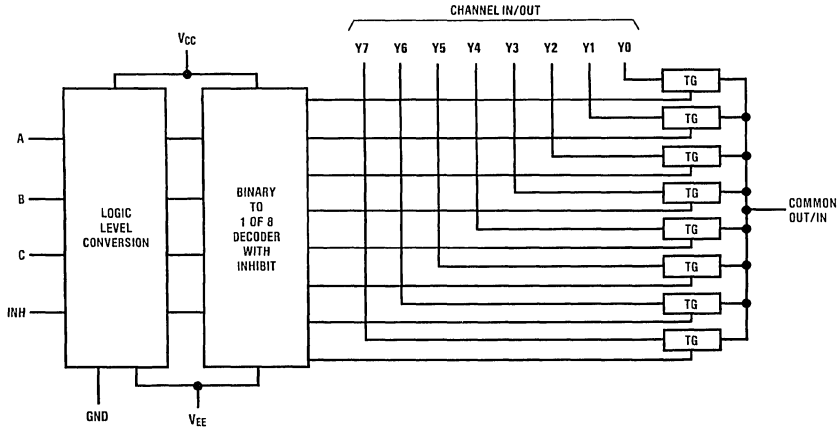 CHANNEL IN/OUT
VCC
Y7 Y6 Y5 Y4 Y3 Y2 Y1 Y0
TG
TG
TG
TG
TG
TG
TG
TG
A
B
C
INH
LOGIC
LEVEL
CONVERSION
BINARY
TO
1 OF 8
DECODER
WITH
INHIBIT
COMMON
OUT/IN
GND
VEE